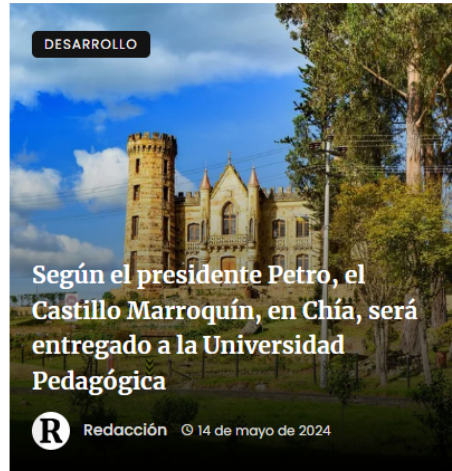 DESARROLLO
Según el presidente Petro, el
Castillo Marroquín, en Chía, será
entregado a la Universidad
Pedagógica
R Redacción 14 de mayo de 2024